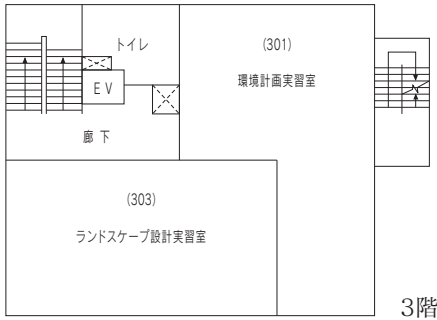 トイレ
(301)
環境計画実習室
EV
廊下
(303)
ランドスケープ設計実習室
3階